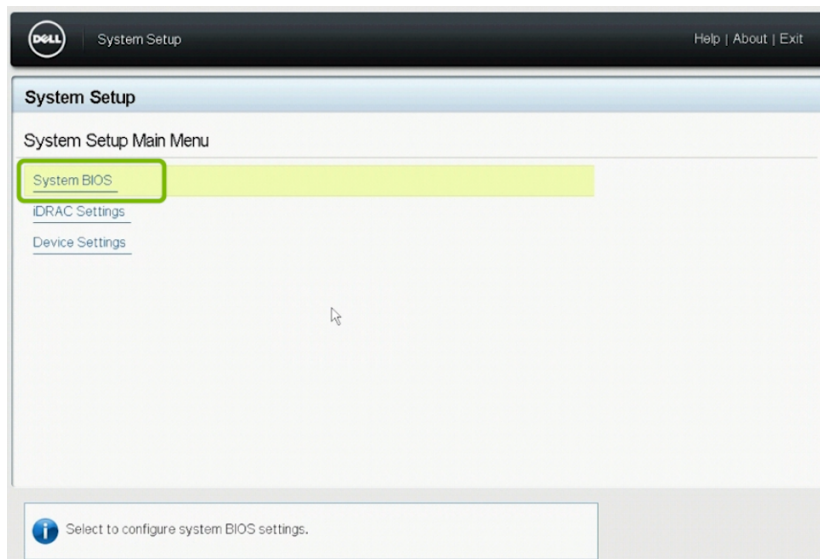 DELL System Setup Help | About | Exit
System Setup
System Setup Main Menu
System BIOS
iDRAC Settings
Device Settings
i Select to configure system BIOS settings.